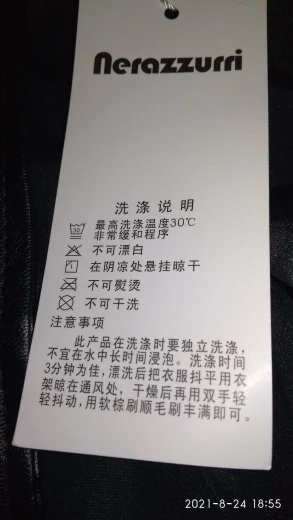 nerazzurri
洗涤说明
最高洗涤温度30℃
非常缓和程序
不可漂白
在阴凉处悬挂晾干
不可熨烫
不可干洗
注意事项
此产品在洗涤时要独立洗涤,
不宜在水中长时间浸泡。洗涤时间
3分钟为佳,漂洗后把衣服抖平用衣
架晾在通风处,干燥后再用双手轻
轻抖动,用软棕刷顺毛刷丰满即可。
2021-8-24 18:55